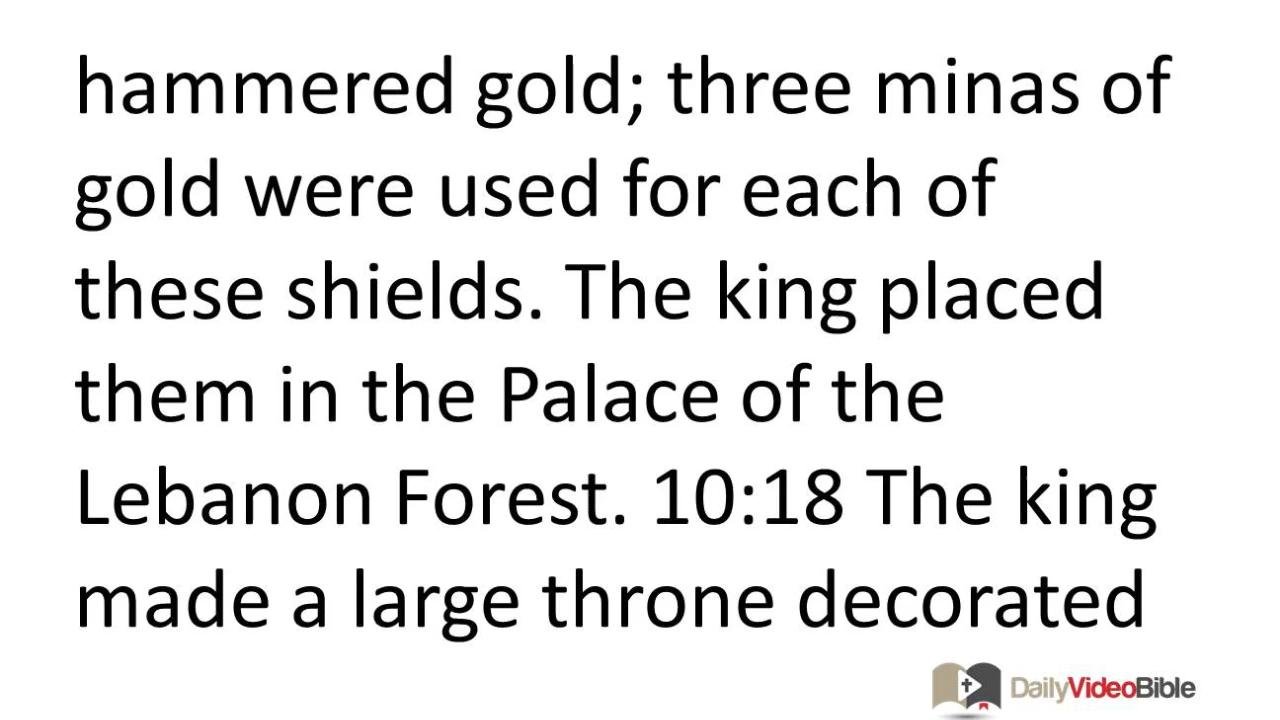 hammered gold; three minas of
gold were used for each of
these shields. The king placed
them in the Palace of the
Lebanon Forest. 10:18 The king
made a large throne decorated
DailyVideoBible